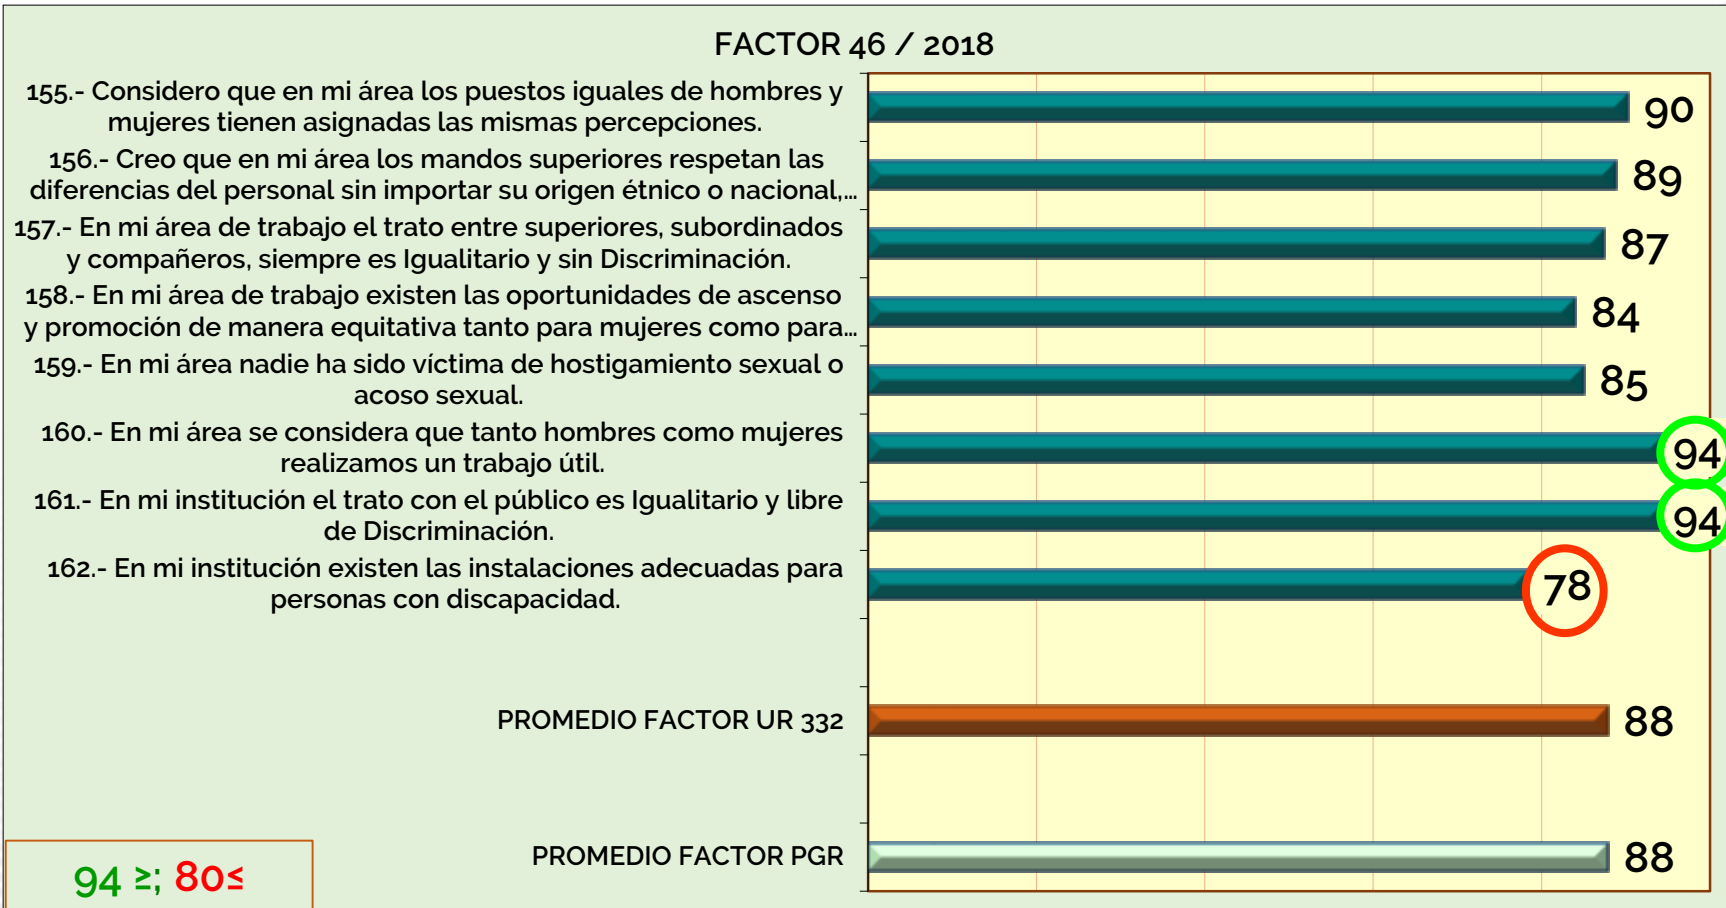 FACTOR 46 / 2018
155.- Considero que en mi área los puestos iguales de hombres y
mujeres tienen asignadas las mismas percepciones.
90
156.- Creo que en mi área los mandos superiores respetan las
diferencias del personal sin importar su origen étnico o nacional,...
89
157.- En mi área de trabajo el trato entre superiores, subordinados
y compañeros, siempre es Igualitario y sin Discriminación.
87
158.- En mi área de trabajo existen las oportunidades de ascenso
y promoción de manera equitativa tanto para mujeres como para...
84
159.- En mi área nadie ha sido víctima de hostigamiento sexual o
acoso sexual.
85
160.- En mi área se considera que tanto hombres como mujeres
realizamos un trabajo útil.
94
161.- En mi institución el trato con el público es Igualitario y libre
de Discriminación.
94
162.- En mi institución existen las instalaciones adecuadas para
personas con discapacidad.
78
PROMEDIO FACTOR UR 332
88
PROMEDIO FACTOR PGR
88
94 ≥; 80≤